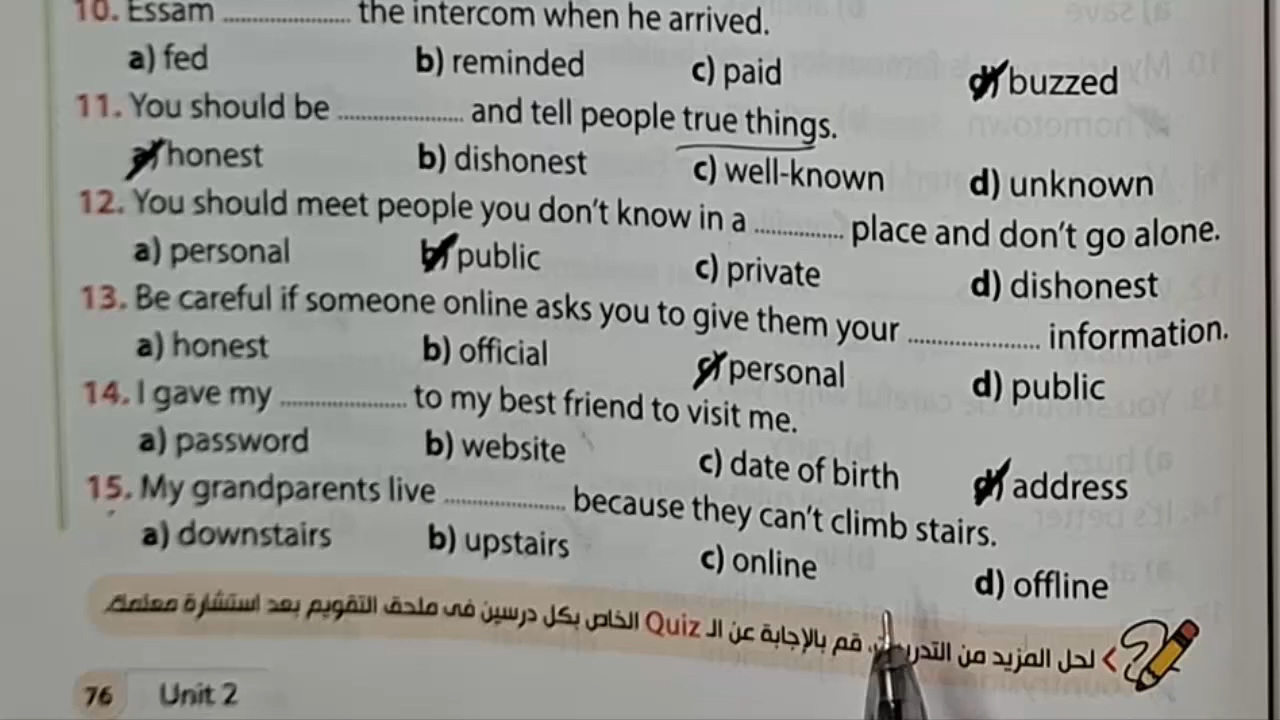 10. Essam .................... the intercom when he arrived.
a) fed b) reminded c) paid d) buzzed
11. You should be .................... and tell people true things.
a) honest b) dishonest c) well-known d) unknown
12. You should meet people you don't know in a .............. place and don't go alone.
a) personal b) public c) private d) dishonest
13. Be careful if someone online asks you to give them your .................... information.
a) honest b) official c) personal d) public
14. I gave my .................... to my best friend to visit me.
a) password b) website c) date of birth d) address
15. My grandparents live .................... because they can't climb stairs.
a) downstairs b) upstairs c) online d) offline
لحل المزيد من قم بالإجابة عن الـ Quiz الخاص بكل درسين فى ملحق التقويم بعد استشارة معلمك
76 Unit 2